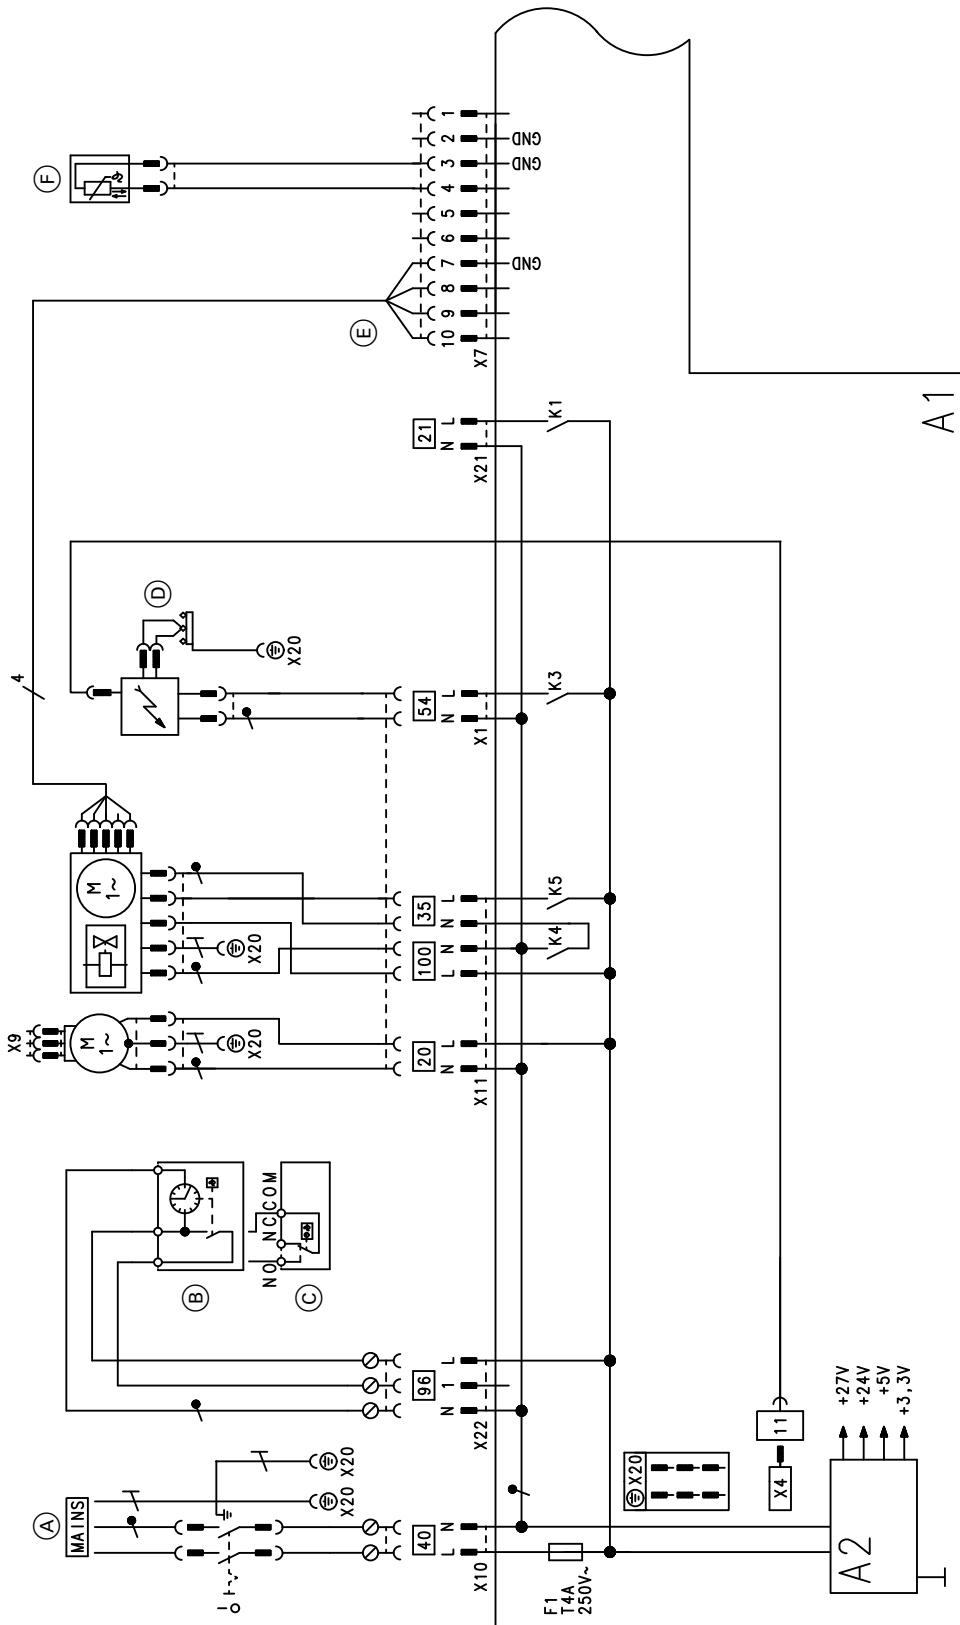 F
1
2
3
4
5
6
7
8
9
10
GND
GND
GND
E
X7
21
L
N
X21
K1
A1
D
X20
4
54
L
N
X1
K3
M
1~
X20
35
L
N
100
N
L
K5
K4
X9
M
1~
X20
20
L
N
X11
B
NO
NC
COM
C
96
L
1
N
X22
A
MAINS
X20
X20
40
N
L
X10
I
O
F1
T4A
250V~
X20
X4
11
A2
+27V
+24V
+5V
+3,3V